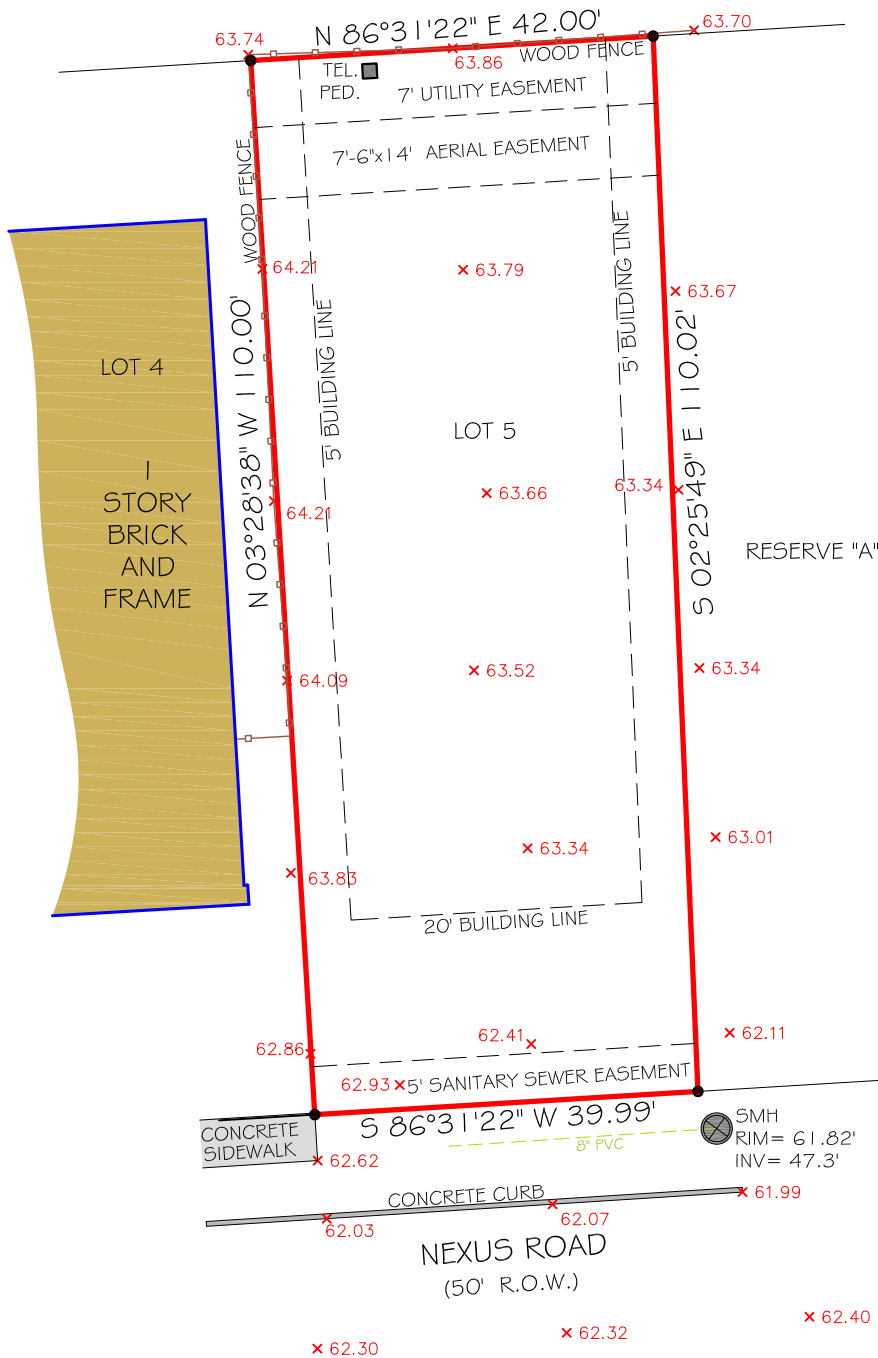 N 86°31'22" E 42.00'
63.74
63.70
63.86
WOOD FENCE
TEL.
PED.
7' UTILITY EASEMENT
7'-6"x14' AERIAL EASEMENT
WOOD FENCE
64.21
63.79
63.67
5' BUILDING LINE
5' BUILDING LINE
N 03°28'38" W 110.00'
S 02°25'49" E 110.02'
LOT 4
LOT 5
1
STORY
BRICK
AND
FRAME
64.21
63.66
63.34
RESERVE "A"
64.09
63.52
63.34
63.83
63.34
63.01
20' BUILDING LINE
62.86
62.41
62.11
62.93
5' SANITARY SEWER EASEMENT
S 86°31'22" W 39.99'
CONCRETE
SIDEWALK
8" PVC
SMH
RIM= 61.82'
INV= 47.3'
62.62
CONCRETE CURB
61.99
62.03
62.07
NEXUS ROAD
(50' R.O.W.)
62.30
62.32
62.40